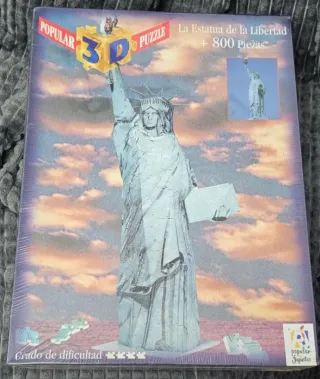 POPULAR
3D
PUZZLE
La Estatua de la Libertad
+ 800 Piezas
Grado de dificultad
popular
Juguetes